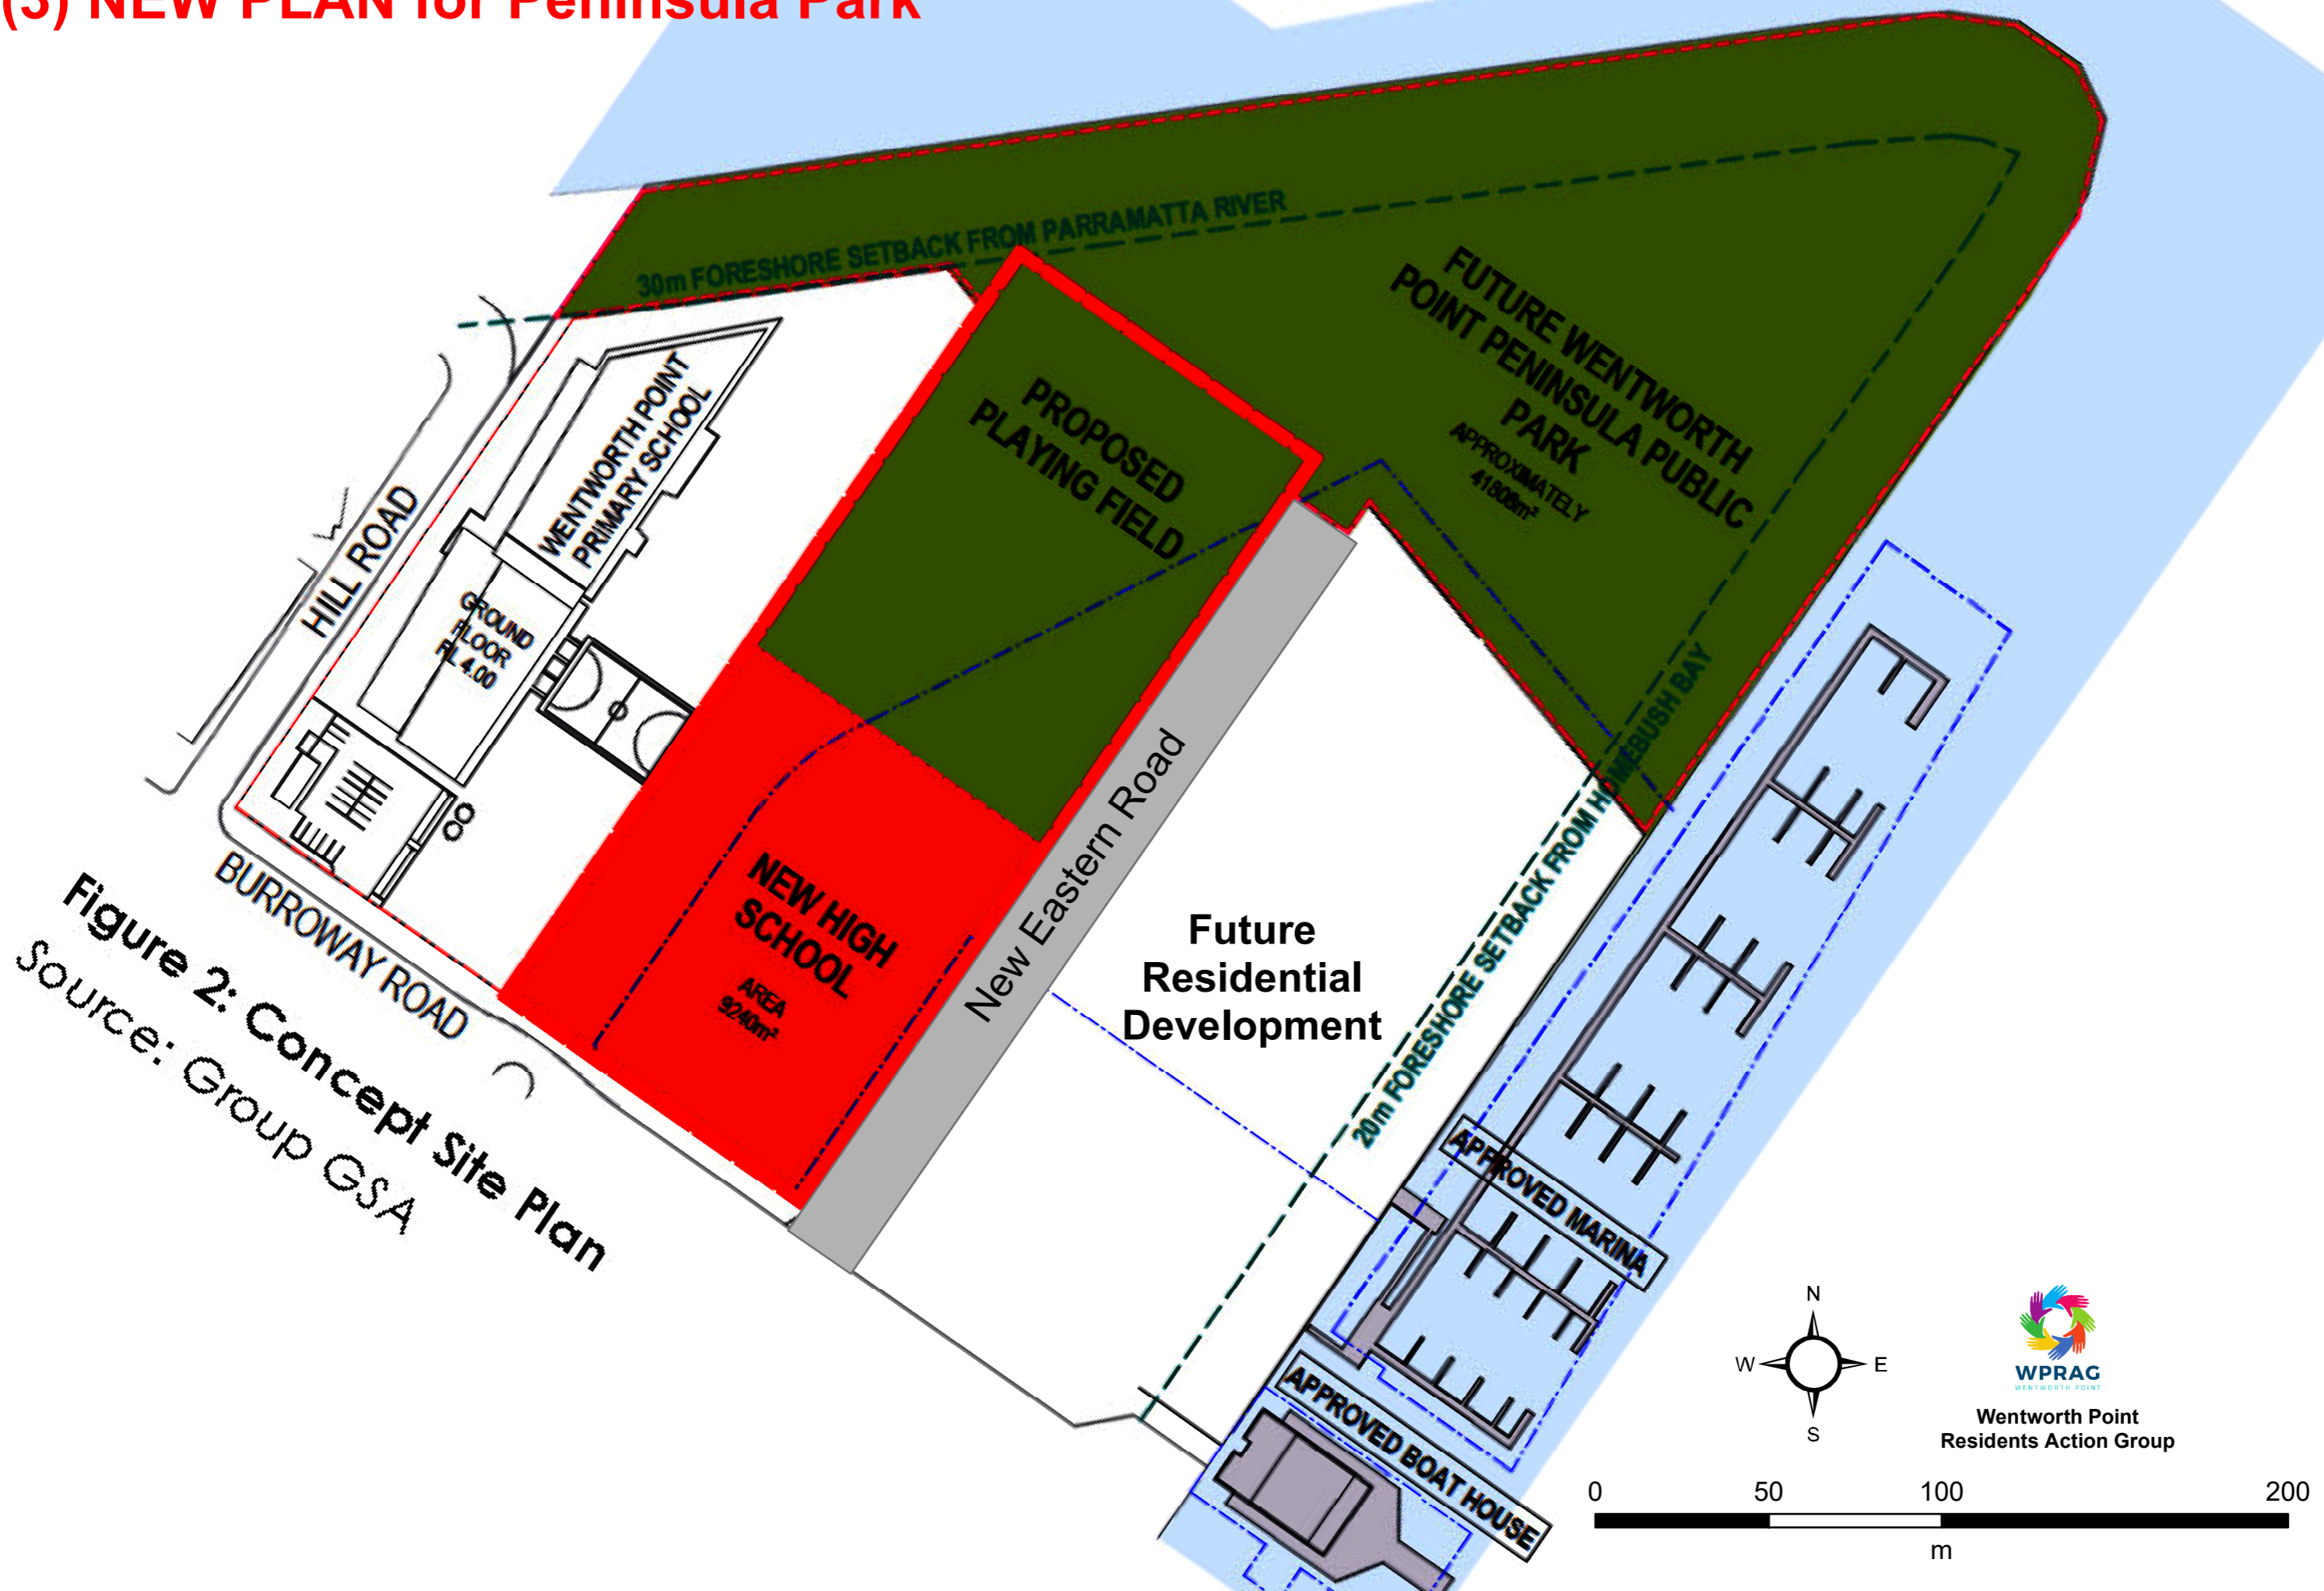 (3) NEW PLAN for Peninsula Park
30m FORESHORE SETBACK FROM PARRAMATTA RIVER
FUTURE WENTWORTH
POINT PENINSULA PUBLIC
PARK
APPROXIMATELY
PROPOSED
PLAYING FIELD
WENTWORTH POINT
PRIMARY SCHOOL
HILL ROAD
GROUND
FLOOR
RL 4.00
BURROWAY ROAD
NEW HIGH
SCHOOL
AREA
9240m²
New Eastern Road
Future
Residential
Development
20m FORESHORE SETBACK FROM HOMEBUSH BAY
APPROVED MARINA
APPROVED BOAT HOUSE
Figure 2: Concept Site Plan
Source: Group GSA
N
W
E
S
WPRAG
WENTWORTH POINT
Wentworth Point
Residents Action Group
0
50
100
200
m